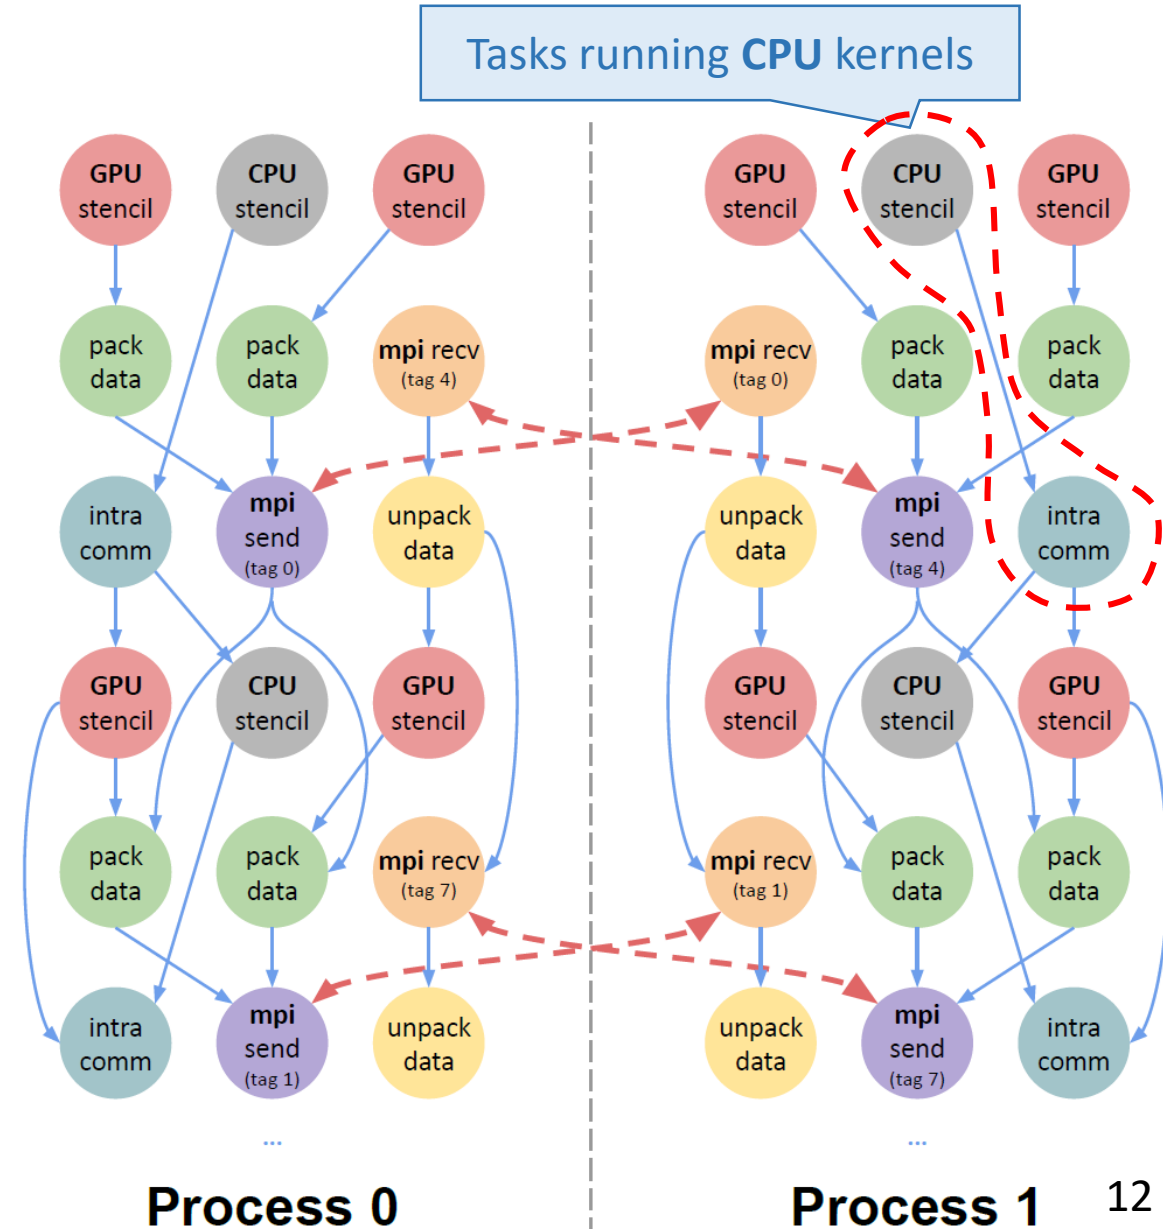 Tasks running CPU kernels
GPU
stencil
CPU
stencil
GPU
stencil
pack
data
pack
data
mpi recv
(tag 4)
intra
comm
mpi
send
(tag 0)
unpack
data
GPU
stencil
CPU
stencil
GPU
stencil
pack
data
pack
data
mpi recv
(tag 7)
intra
comm
mpi
send
(tag 1)
unpack
data
...
Process 0
GPU
stencil
CPU
stencil
GPU
stencil
mpi recv
(tag 0)
pack
data
pack
data
unpack
data
mpi
send
(tag 4)
intra
comm
GPU
stencil
CPU
stencil
GPU
stencil
mpi recv
(tag 1)
pack
data
pack
data
unpack
data
mpi
send
(tag 7)
intra
comm
...
Process 1
12